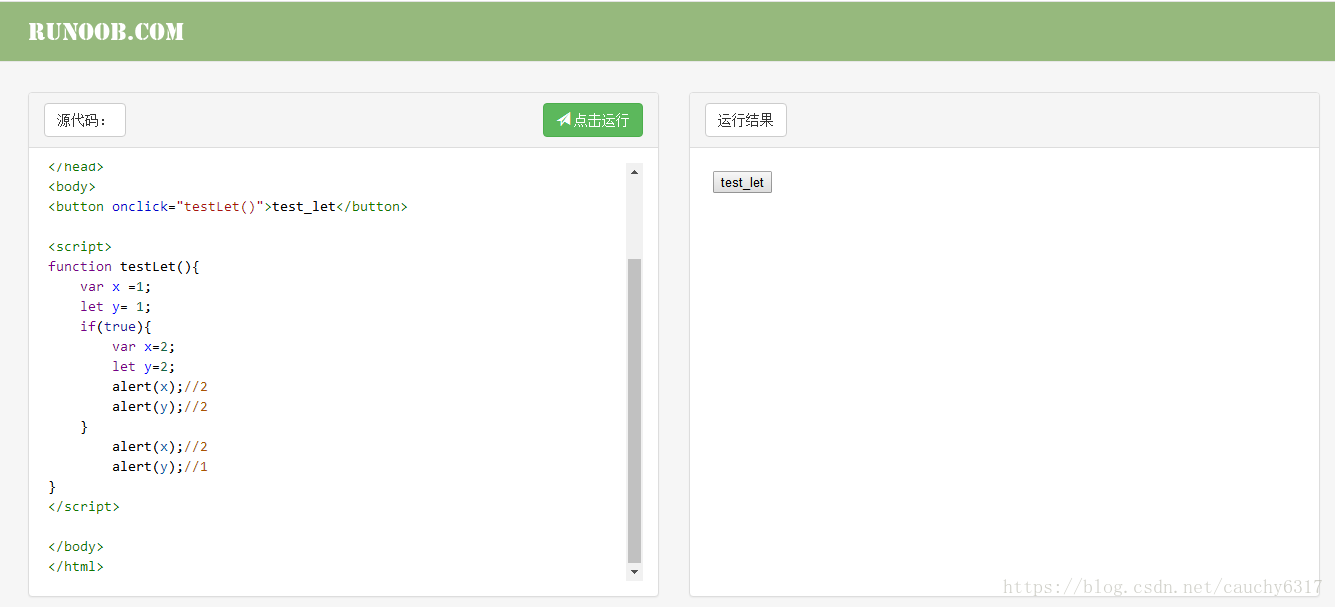 RUNOOB.COM
源代码：
点击运行
</head>
<body>
<button onclick="testLet()">test_let</button>
<script>
function testLet(){
    var x =1;
    let y= 1;
    if(true){
        var x=2;
        let y=2;
        alert(x);//2
        alert(y);//2
    }
        alert(x);//2
        alert(y);//1
}
</script>
</body>
</html>
运行结果
test_let
https://blog.csdn.net/cauchy6317